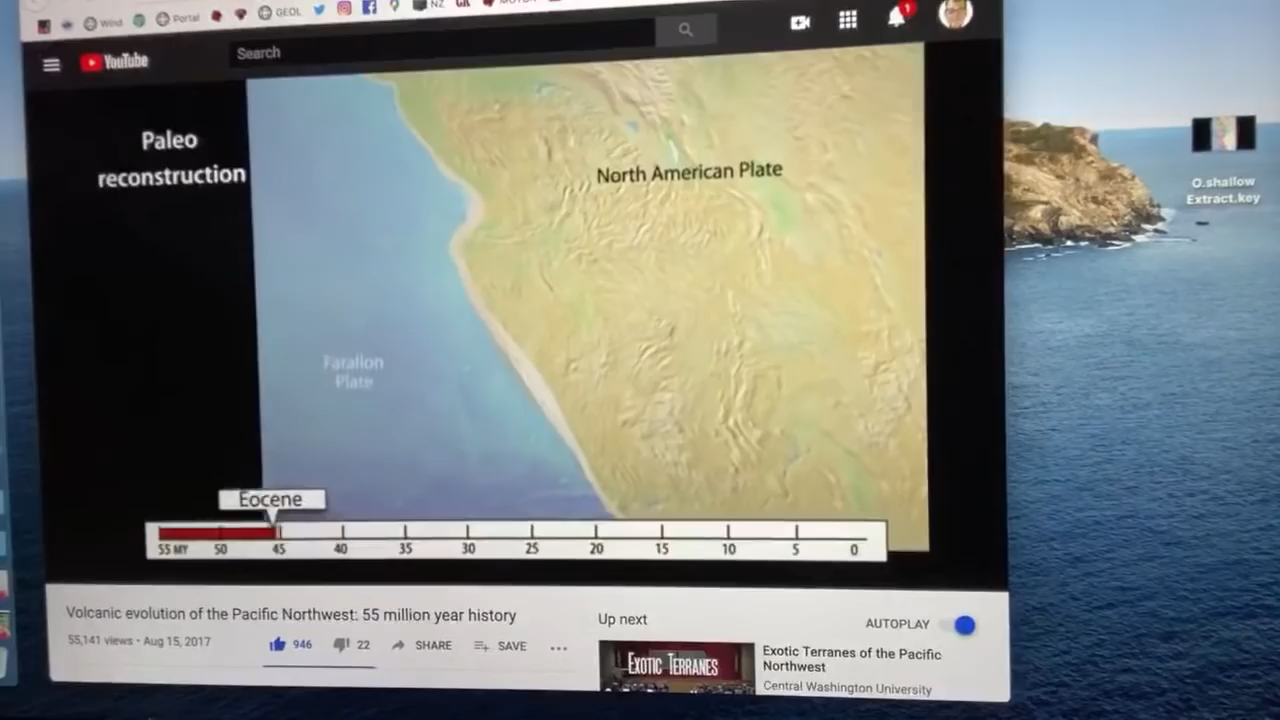 Wind
Portal
GEOL
NZ
YouTube
Search
1
Paleo
reconstruction
North American Plate
Farallon
Plate
O.shallow
Extract.key
Eocene
55 MY 50 45 40 35 30 25 20 15 10 5 0
Volcanic evolution of the Pacific Northwest: 55 million year history
55,141 views • Aug 15, 2017
946
22
SHARE
SAVE
Up next
AUTOPLAY
EXOTIC TERRANES
Exotic Terranes of the Pacific
Northwest
Central Washington University